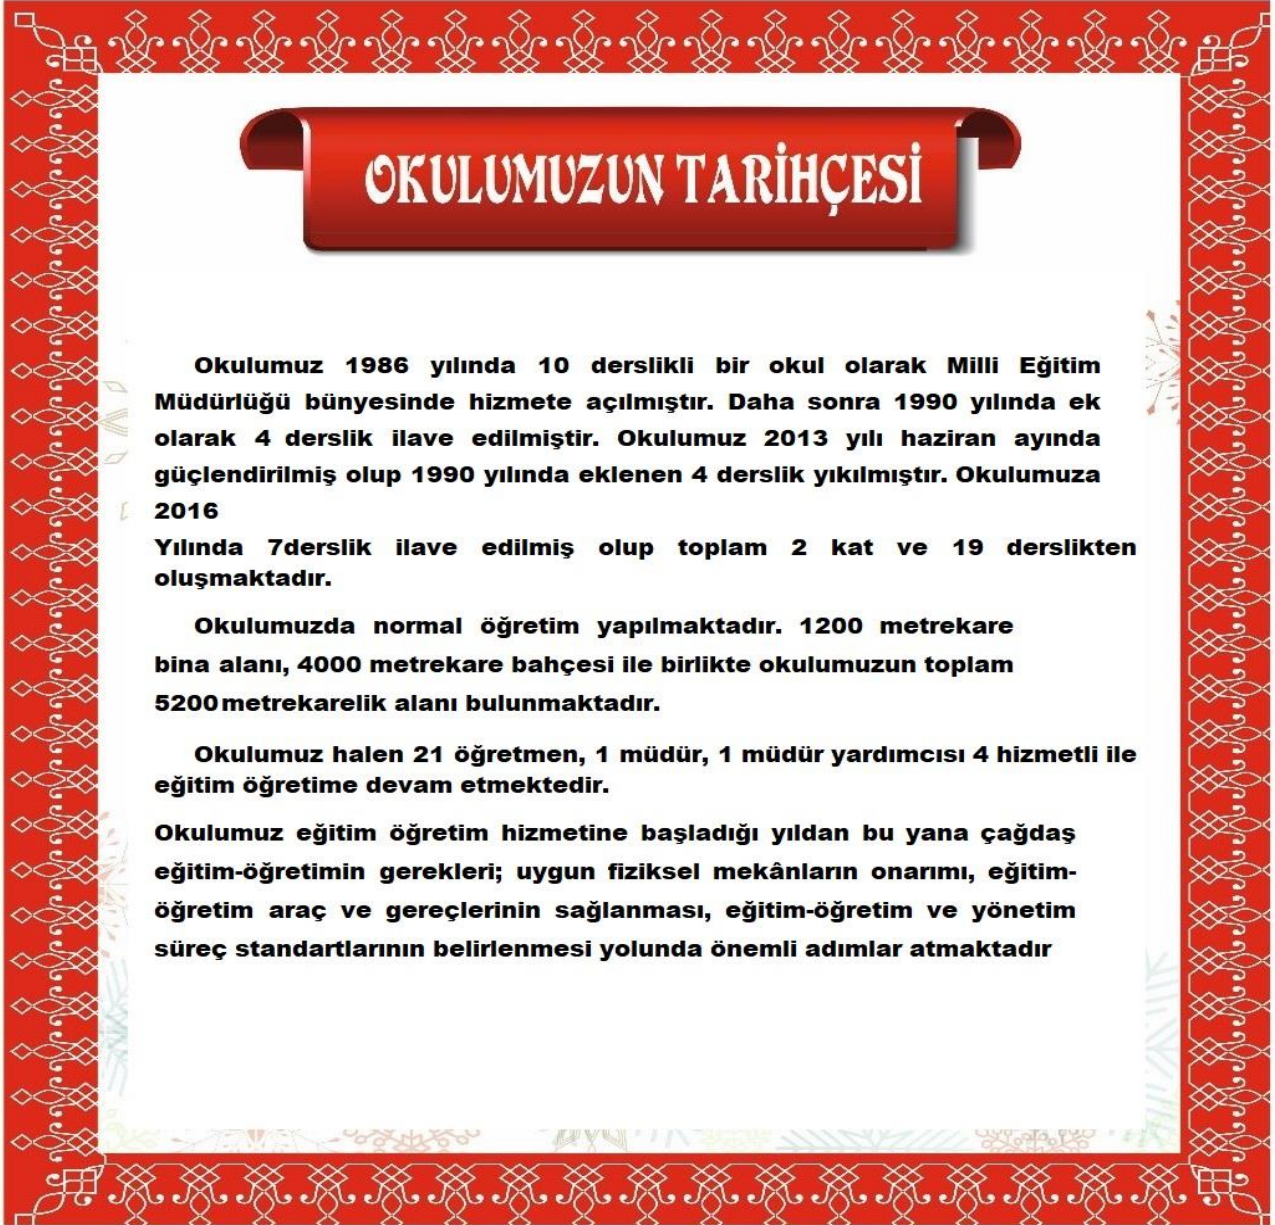 OKULUMUZUN TARİHÇESİ
Okulumuz 1986 yılında 10 derslikli bir okul olarak Milli Eğitim
Müdürlüğü bünyesinde hizmete açılmıştır. Daha sonra 1990 yılında ek
olarak 4 derslik ilave edilmiştir. Okulumuz 2013 yılı haziran ayında
güçlendirilmiş olup 1990 yılında eklenen 4 derslik yıkılmıştır. Okulumuza
2016
Yılında 7derslik ilave edilmiş olup toplam 2 kat ve 19 derslikten
oluşmaktadır.
Okulumuzda normal öğretim yapılmaktadır. 1200 metrekare
bina alanı, 4000 metrekare bahçesi ile birlikte okulumuzun toplam
5200 metrekarelik alanı bulunmaktadır.
Okulumuz halen 21 öğretmen, 1 müdür, 1 müdür yardımcısı 4 hizmetli ile
eğitim öğretime devam etmektedir.
Okulumuz eğitim öğretim hizmetine başladığı yıldan bu yana çağdaş
eğitim-öğretimin gerekleri; uygun fiziksel mekânların onarımı, eğitim-
öğretim araç ve gereçlerinin sağlanması, eğitim-öğretim ve yönetim
süreç standartlarının belirlenmesi yolunda önemli adımlar atmaktadır